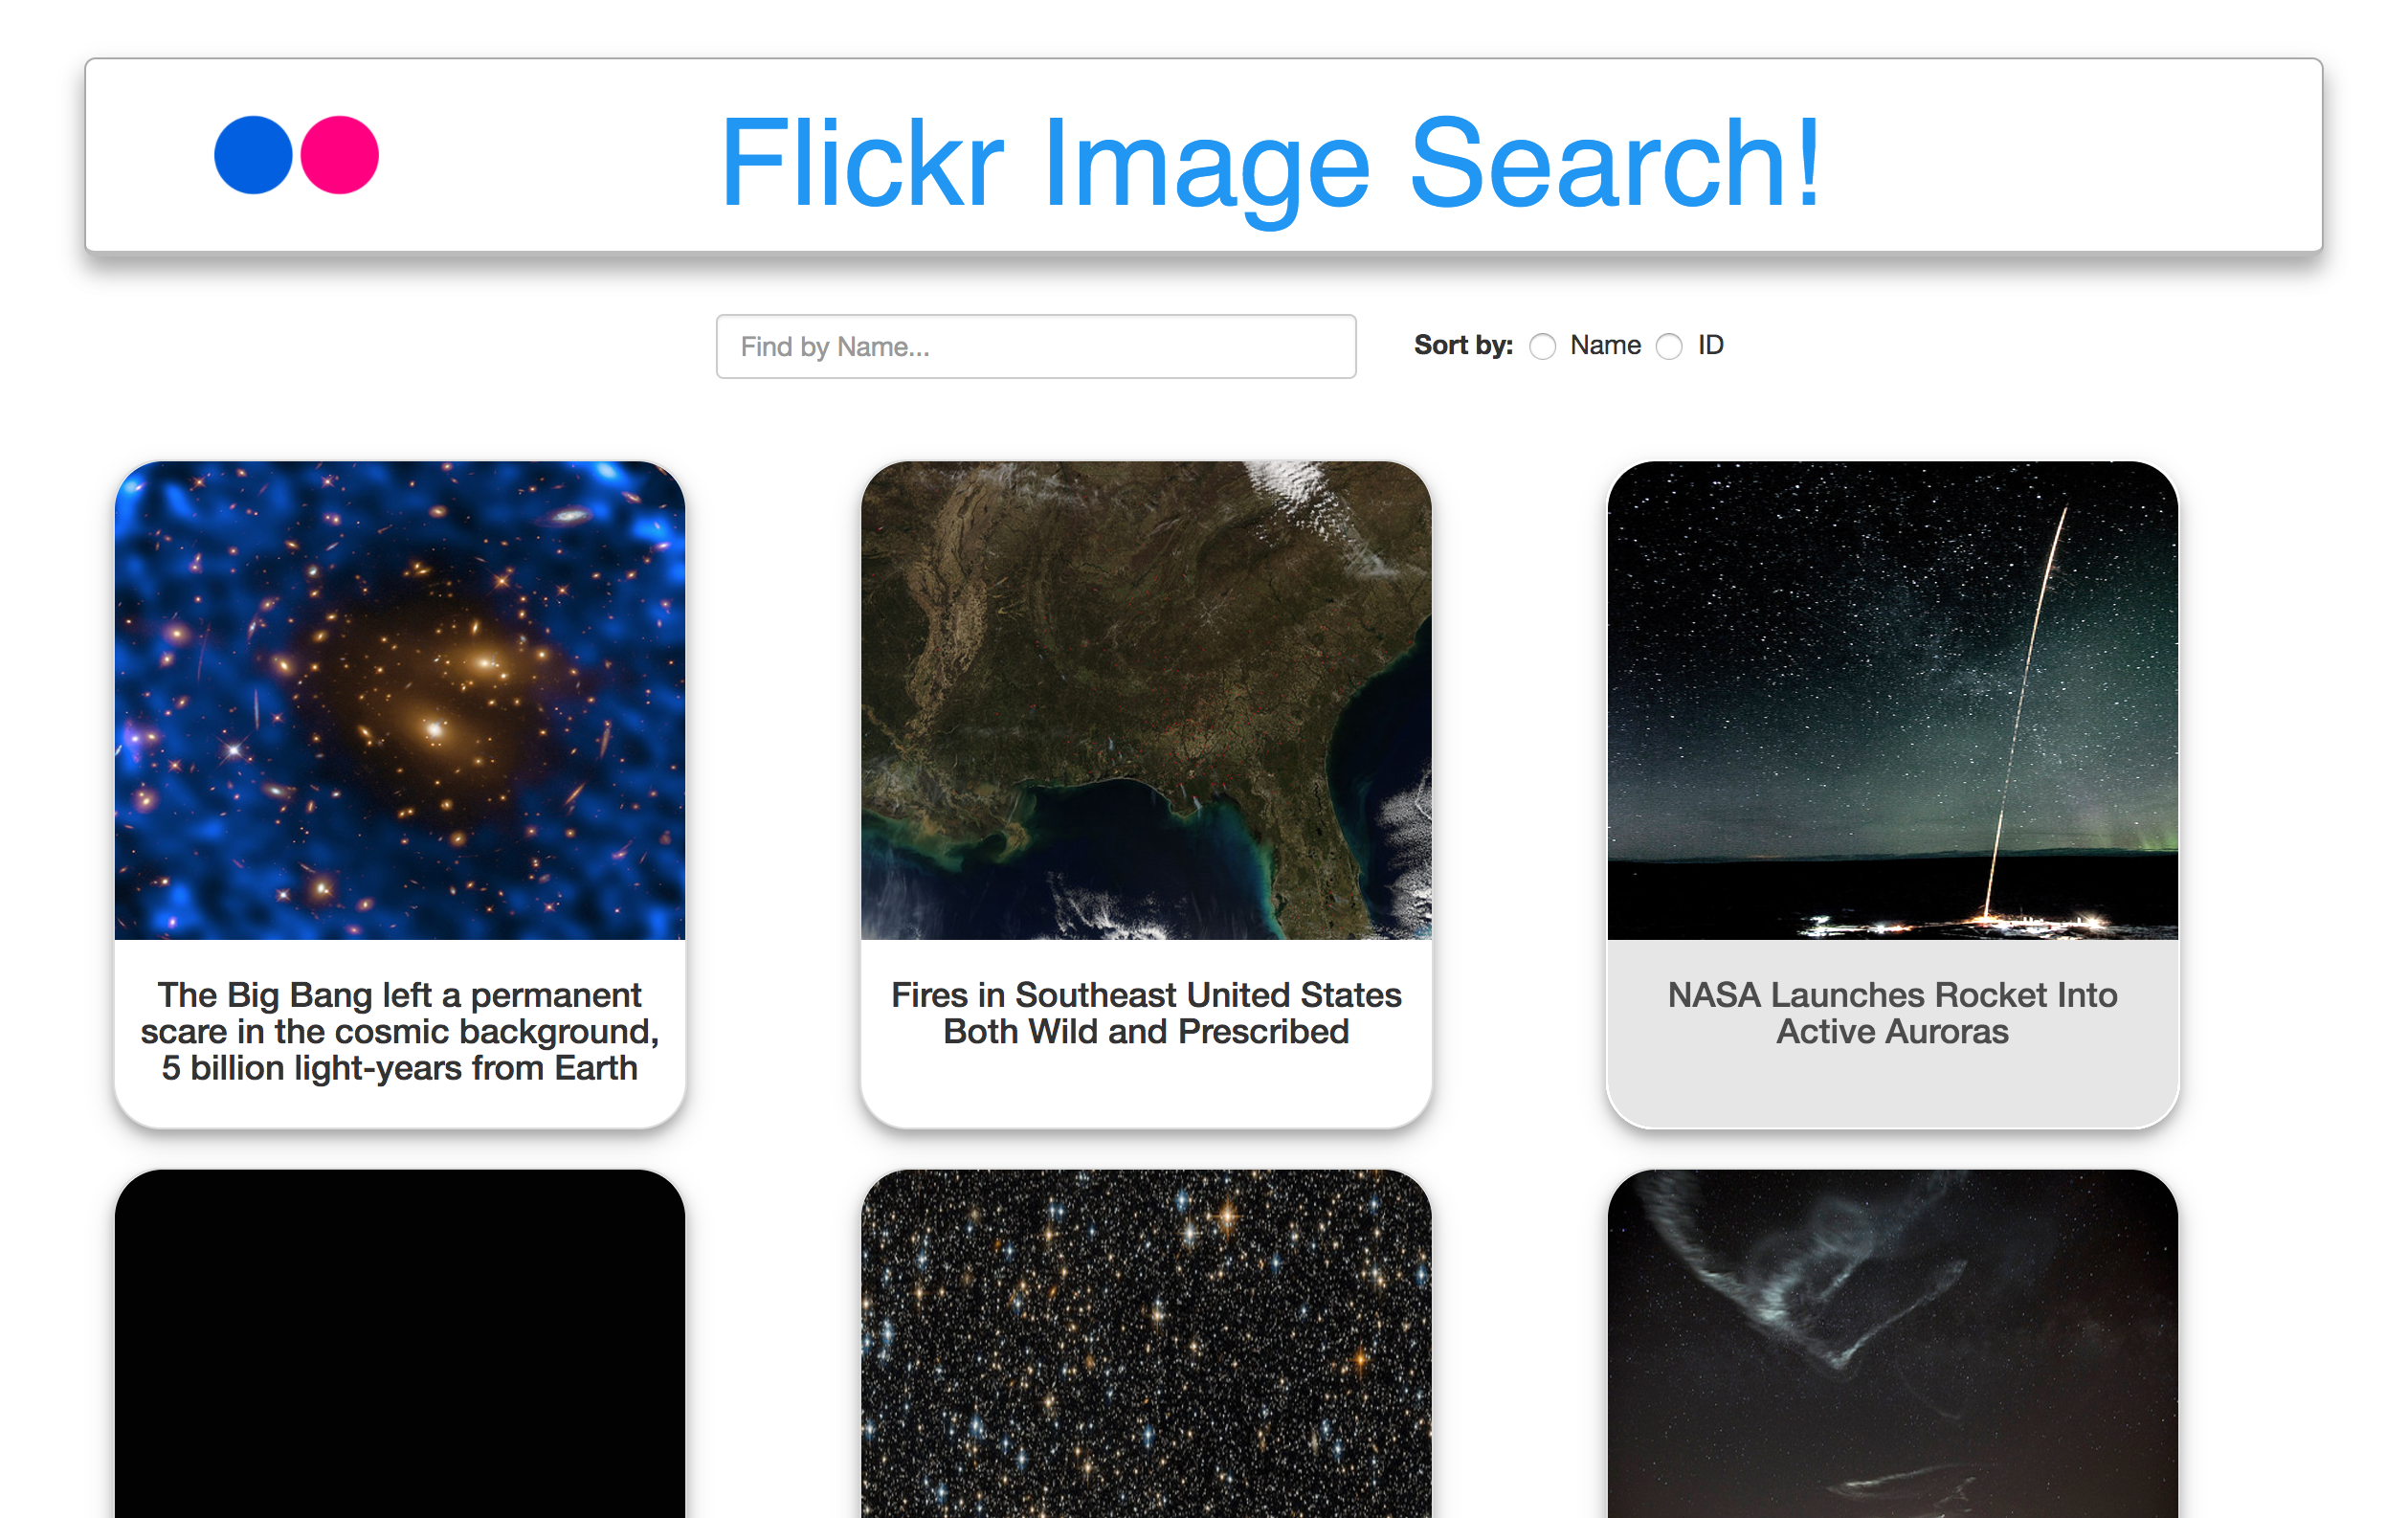 Flickr Image Search!
Find by Name...
Sort by: Name ID
The Big Bang left a permanent
scare in the cosmic background,
5 billion light-years from Earth
Fires in Southeast United States
Both Wild and Prescribed
NASA Launches Rocket Into
Active Auroras